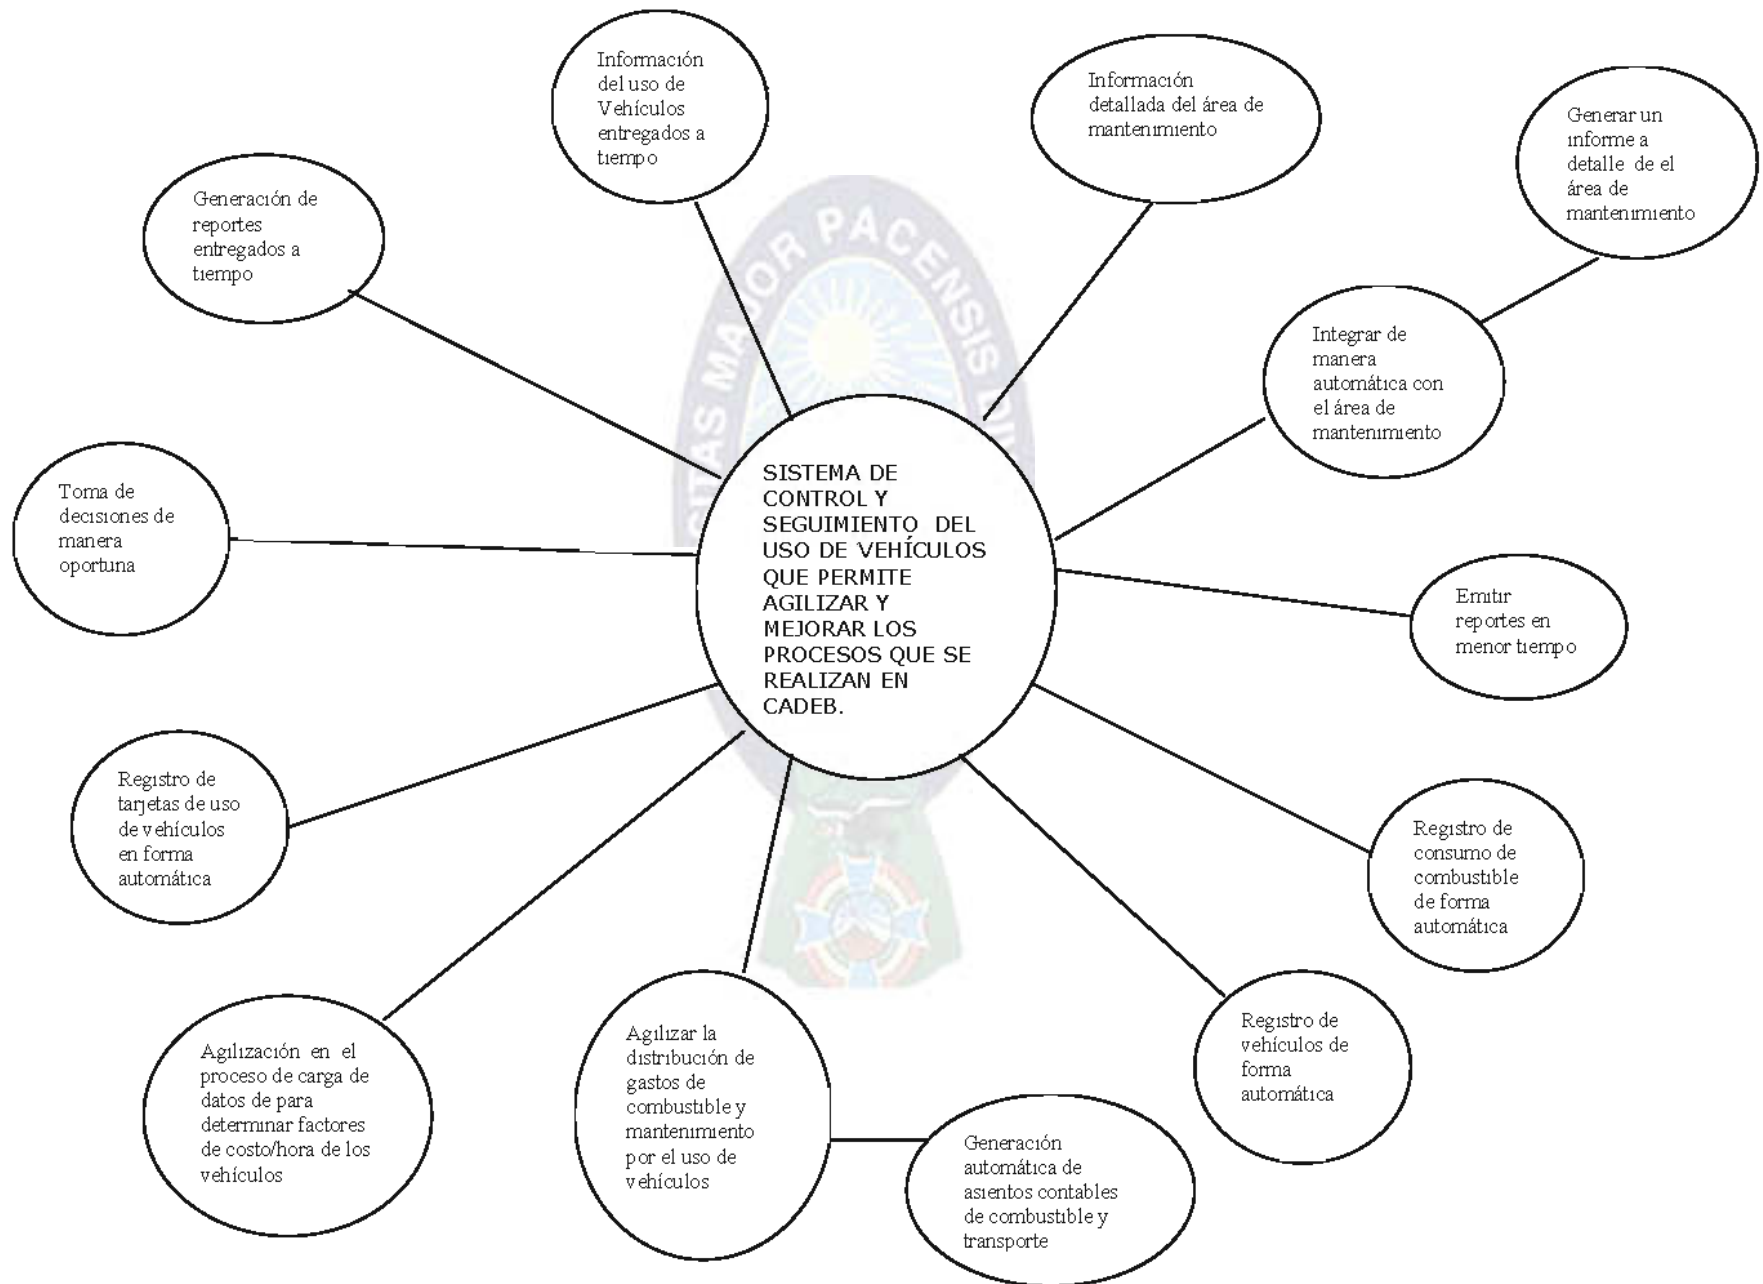 Información
del uso de
Vehículos
entregados a
tiempo
Información
detallada del área de
mantenimiento
Generar un
informe a
detalle de el
área de
mantenimiento
Generación de
reportes
entregados a
tiempo
Integrar de
manera
automática con
el área de
mantenimiento
SISTEMA DE
CONTROL Y
SEGUIMIENTO DEL
USO DE VEHÍCULOS
QUE PERMITE
AGILIZAR Y
MEJORAR LOS
PROCESOS QUE SE
REALIZAN EN
CADEB.
Toma de
decisiones de
manera
oportuna
Emitir
reportes en
menor tiempo
Registro de
tarjetas de uso
de vehículos
en forma
automática
Registro de
consumo de
combustible
de forma
automática
Agilización en el
proceso de carga de
datos de para
determinar factores
de costo/hora de los
vehículos
Agilizar la
distribución de
gastos de
combustible y
mantenimiento
por el uso de
vehículos
Registro de
vehículos de
forma
automática
Generación
automática de
asientos contables
de combustible y
transporte
MAJOR PACENSIS